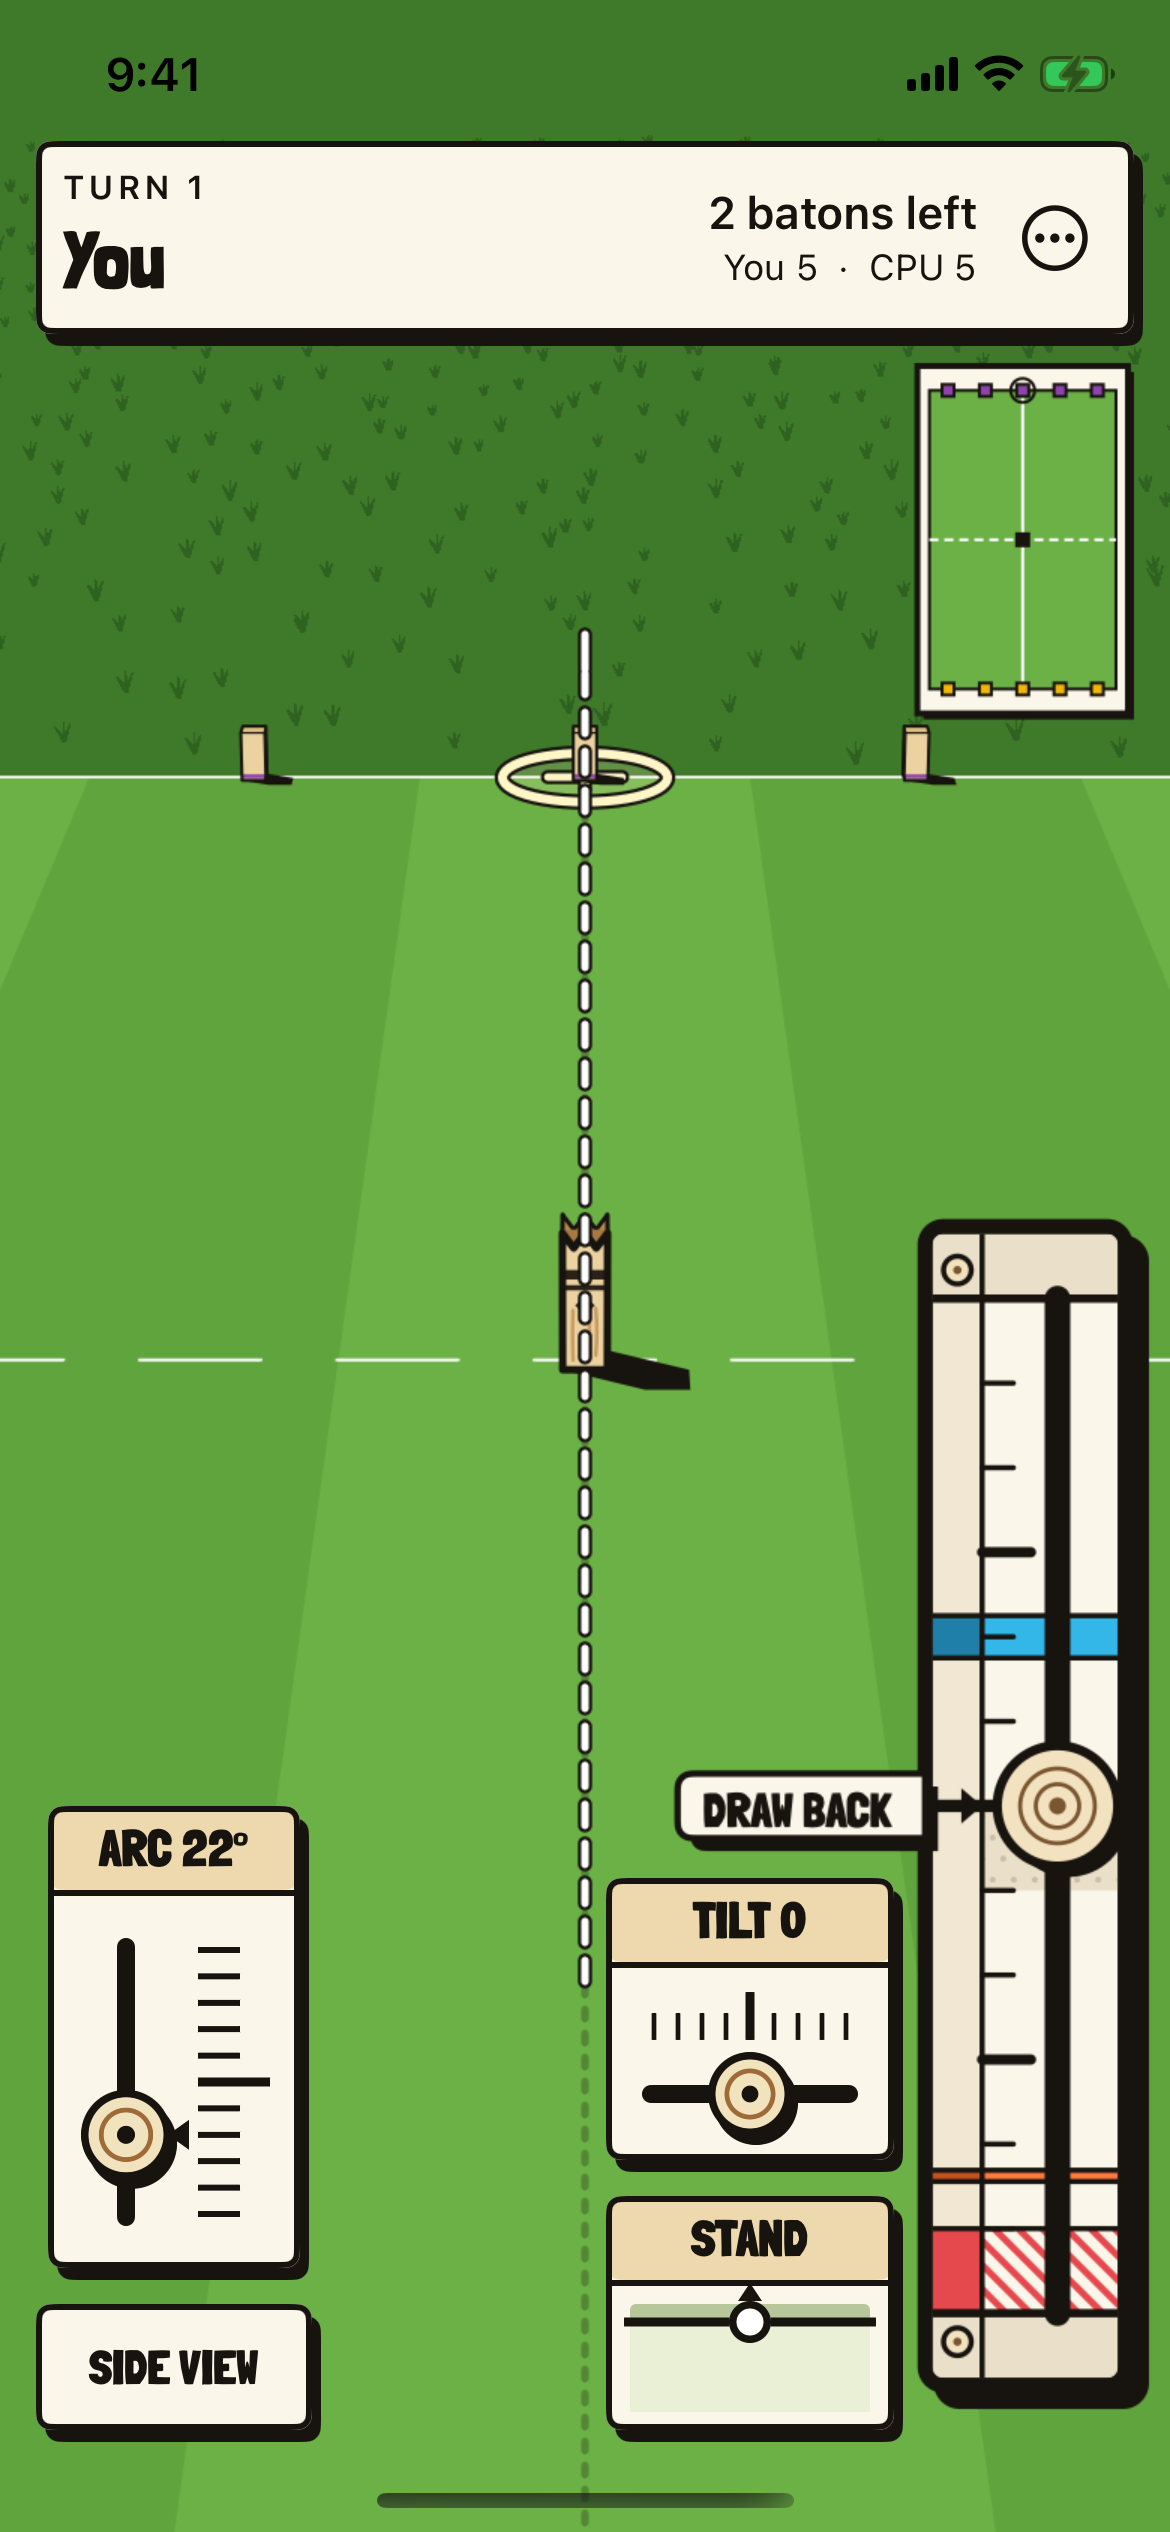 9:41
TURN 1
You
2 batons left
You 5 · CPU 5
DRAW BACK
ARC 22°
TILT 0
STAND
SIDE VIEW